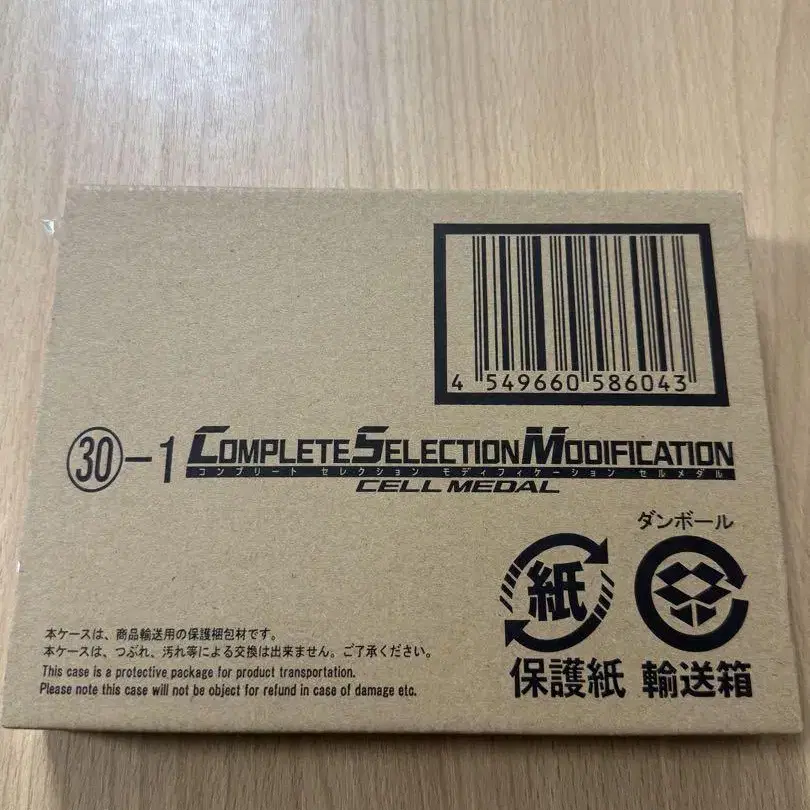 4 549660 586043
㉚-1 COMPLETE SELECTION MODIFICATION
コンプリート セレクション モディフィケーション セルメダル
CELL MEDAL
ダンボール
紙
保護紙 輸送箱
本ケースは、商品輸送用の保護梱包材です。
本ケースは、つぶれ、汚れ等による交換は出来ません。ご了承ください。
This case is a protective package for product transportation.
Please note this case will not be object for refund in case of damage etc.